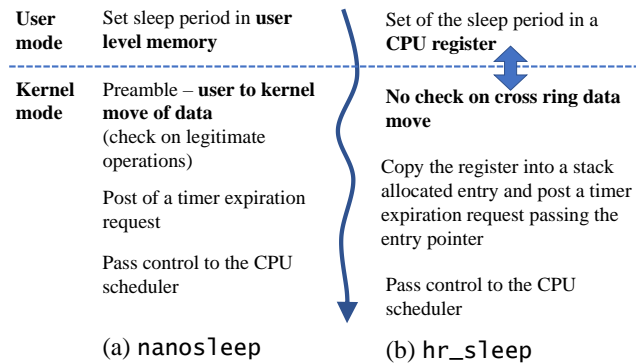 User
mode
Set sleep period in user
level memory
Set of the sleep period in a
CPU register
Kernel
mode
Preamble – user to kernel
move of data
(check on legitimate
operations)
Post of a timer expiration
request
Pass control to the CPU
scheduler
No check on cross ring data
move
Copy the register into a stack
allocated entry and post a timer
expiration request passing the
entry pointer
Pass control to the CPU
scheduler
(a) nanosleep
(b) hr_sleep